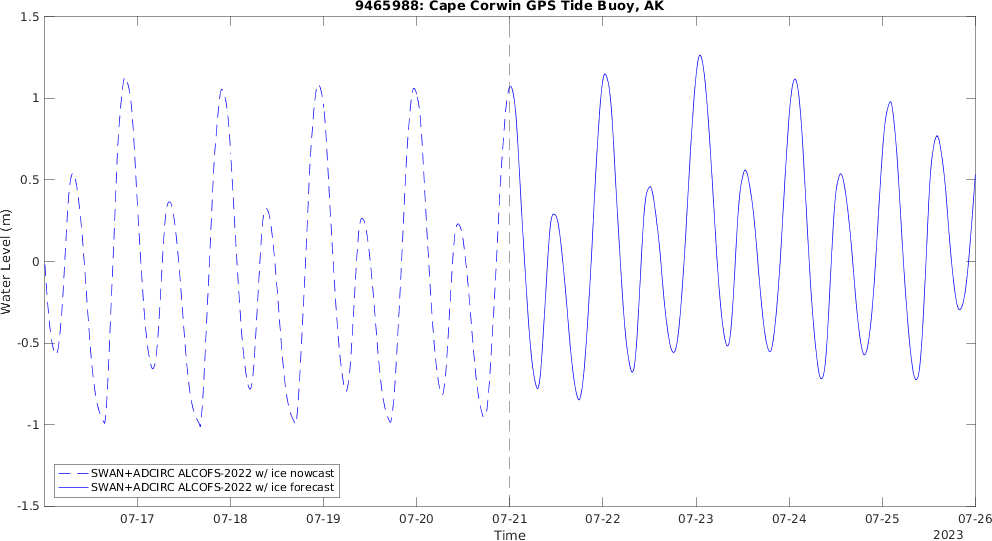 9465988: Cape Corwin GPS Tide Buoy, AK
1.5
1
0.5
0
-0.5
-1
-1.5
Water Level (m)
SWAN+ADCIRC ALCOFS-2022 w/ ice nowcast
SWAN+ADCIRC ALCOFS-2022 w/ ice forecast
07-17 07-18 07-19 07-20 07-21 07-22 07-23 07-24 07-25 07-26
Time
2023